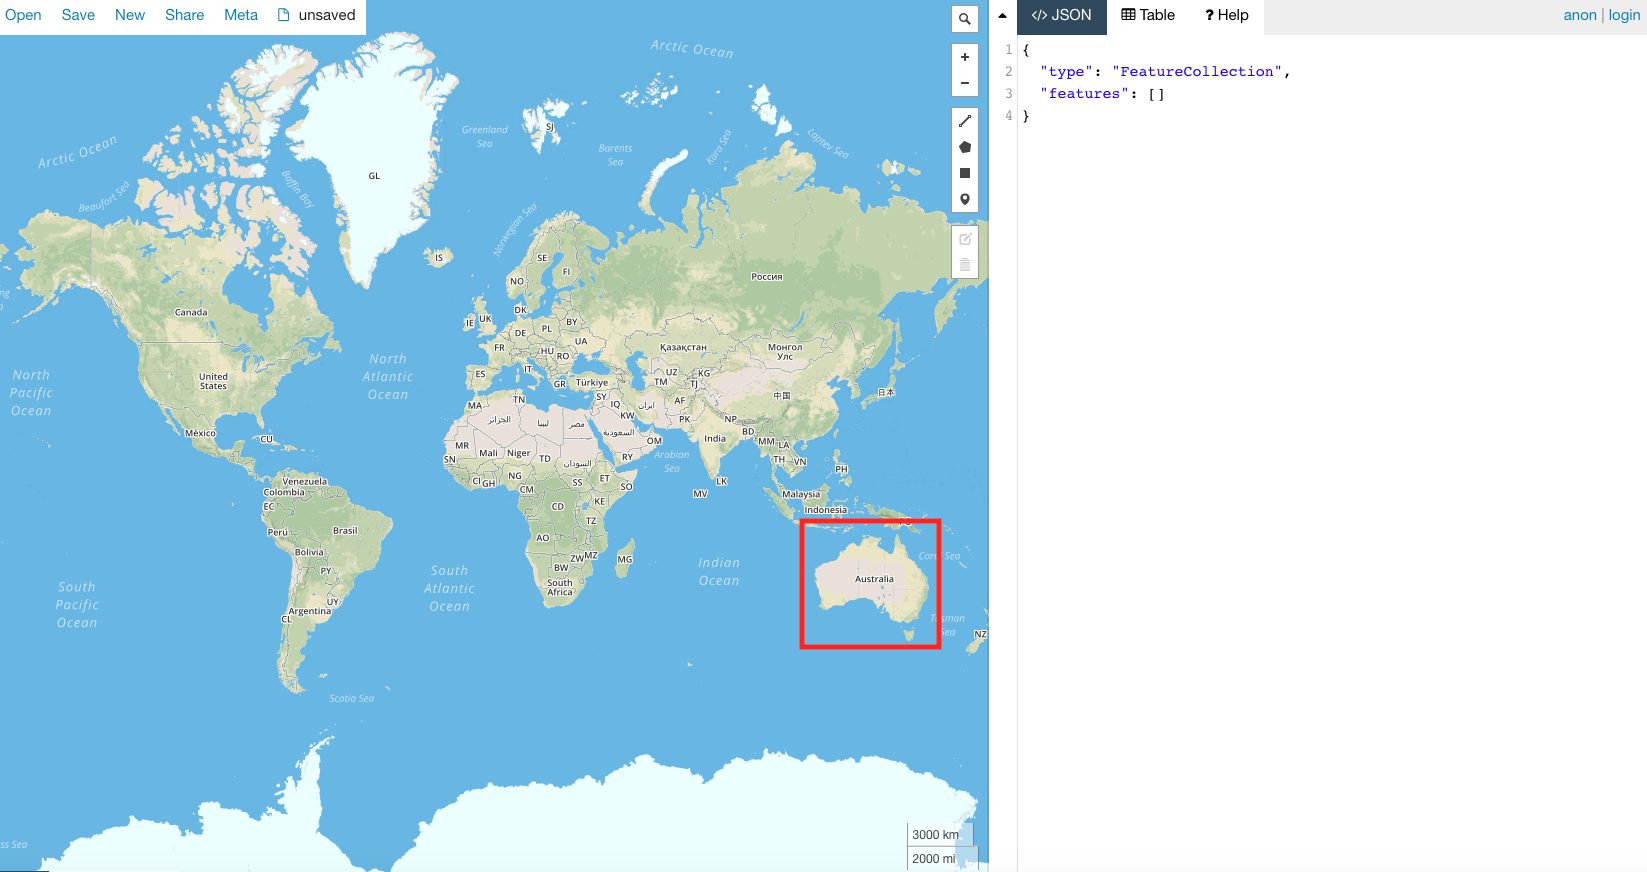 Open Save New Share Meta unsaved
</> JSON Table ? Help
anon | login
1 {
2 "type": "FeatureCollection",
3 "features": []
4 }
Arctic Ocean
Greenland
Sea
SJ
Barents
Sea
Kara Sea
Laptev Sea
Arctic Ocean
Beaufort Sea
Baffin Bay
GL
Norwegian Sea
IS
SE
FI
NO
Россия
Canada
DK
IE
UK
BY
PL
DE
UA
FR
HU
RO
Қазақстан
Монгол
Улс
North
Pacific
Ocean
United
States
North
Atlantic
Ocean
ES
IT
GR
Türkiye
UZ
KG
TM
TJ
中国
日本
MA
TN
SY
IQ
ایران
AF
KW
PK
NP
الجزائر
ليبيا
مصر
السعودية
México
CU
MR
Mali
Niger
TD
السودان
OM
RY
India
BD
MM
LA
Arabian
Sea
TH
VN
PH
SN
CI
GH
NG
CM
SS
ET
SO
LK
MV
Venezuela
Colombia
EC
KE
CD
TZ
Malaysia
Indonesia
PG
Perú
Brasil
Bolivia
PY
AO
ZW
MZ
BW
MG
South
Africa
Indian
Ocean
Coral Sea
Australia
South
Pacific
Ocean
South
Atlantic
Ocean
UY
Argentina
CL
Tasman
Sea
NZ
Scotia Sea
ss Sea
3000 km
2000 mi